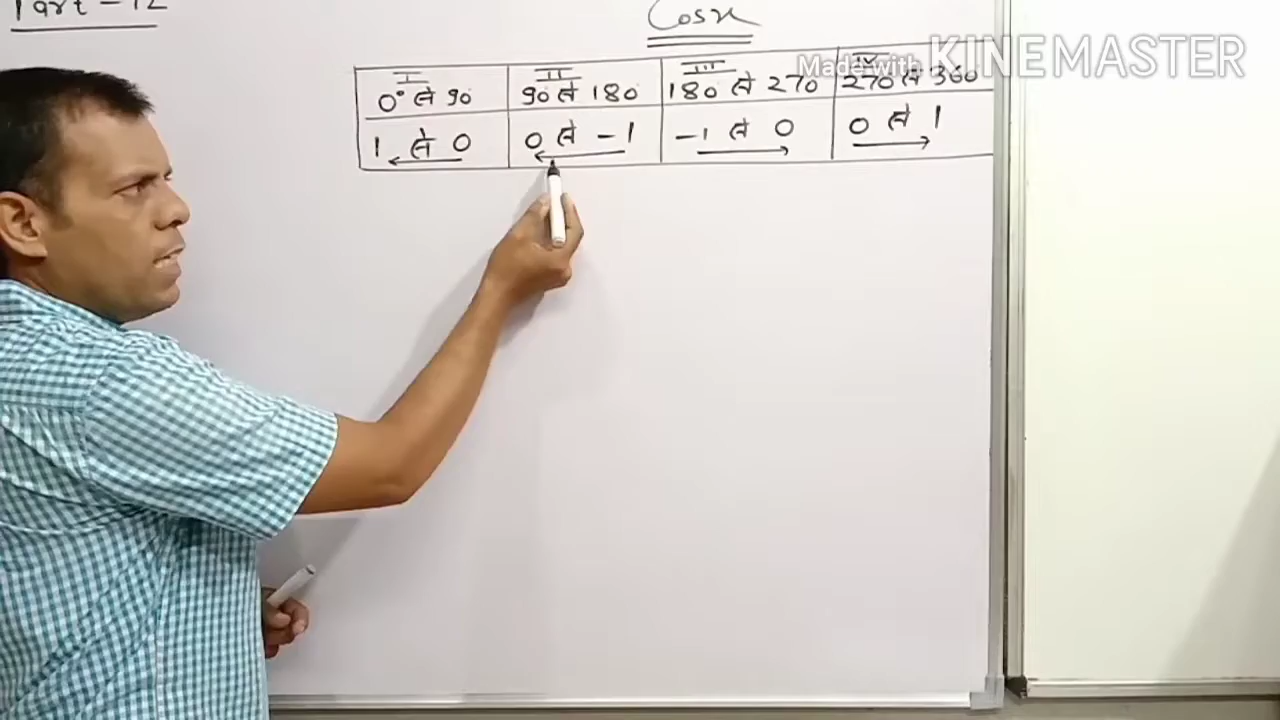 Part - 12
Cosx
Made with KINEMASTER
I II III IV
0° से 90 90 से 180 180 से 270 270 से 360
1 से 0 0 से -1 -1 से 0 0 से 1